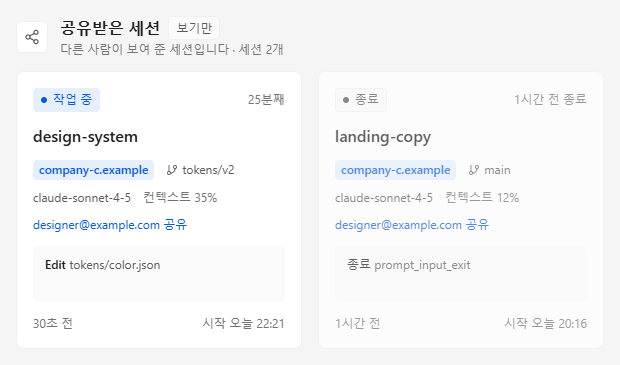 공유받은 세션 보기만
다른 사람이 보여 준 세션입니다 · 세션 2개
작업 중 25분째
design-system
company-c.example tokens/v2
claude-sonnet-4-5 컨텍스트 35%
designer@example.com 공유
Edit tokens/color.json
30초 전 시작 오늘 22:21
종료 1시간 전 종료
landing-copy
company-c.example main
claude-sonnet-4-5 컨텍스트 12%
designer@example.com 공유
종료 prompt_input_exit
1시간 전 시작 오늘 20:16